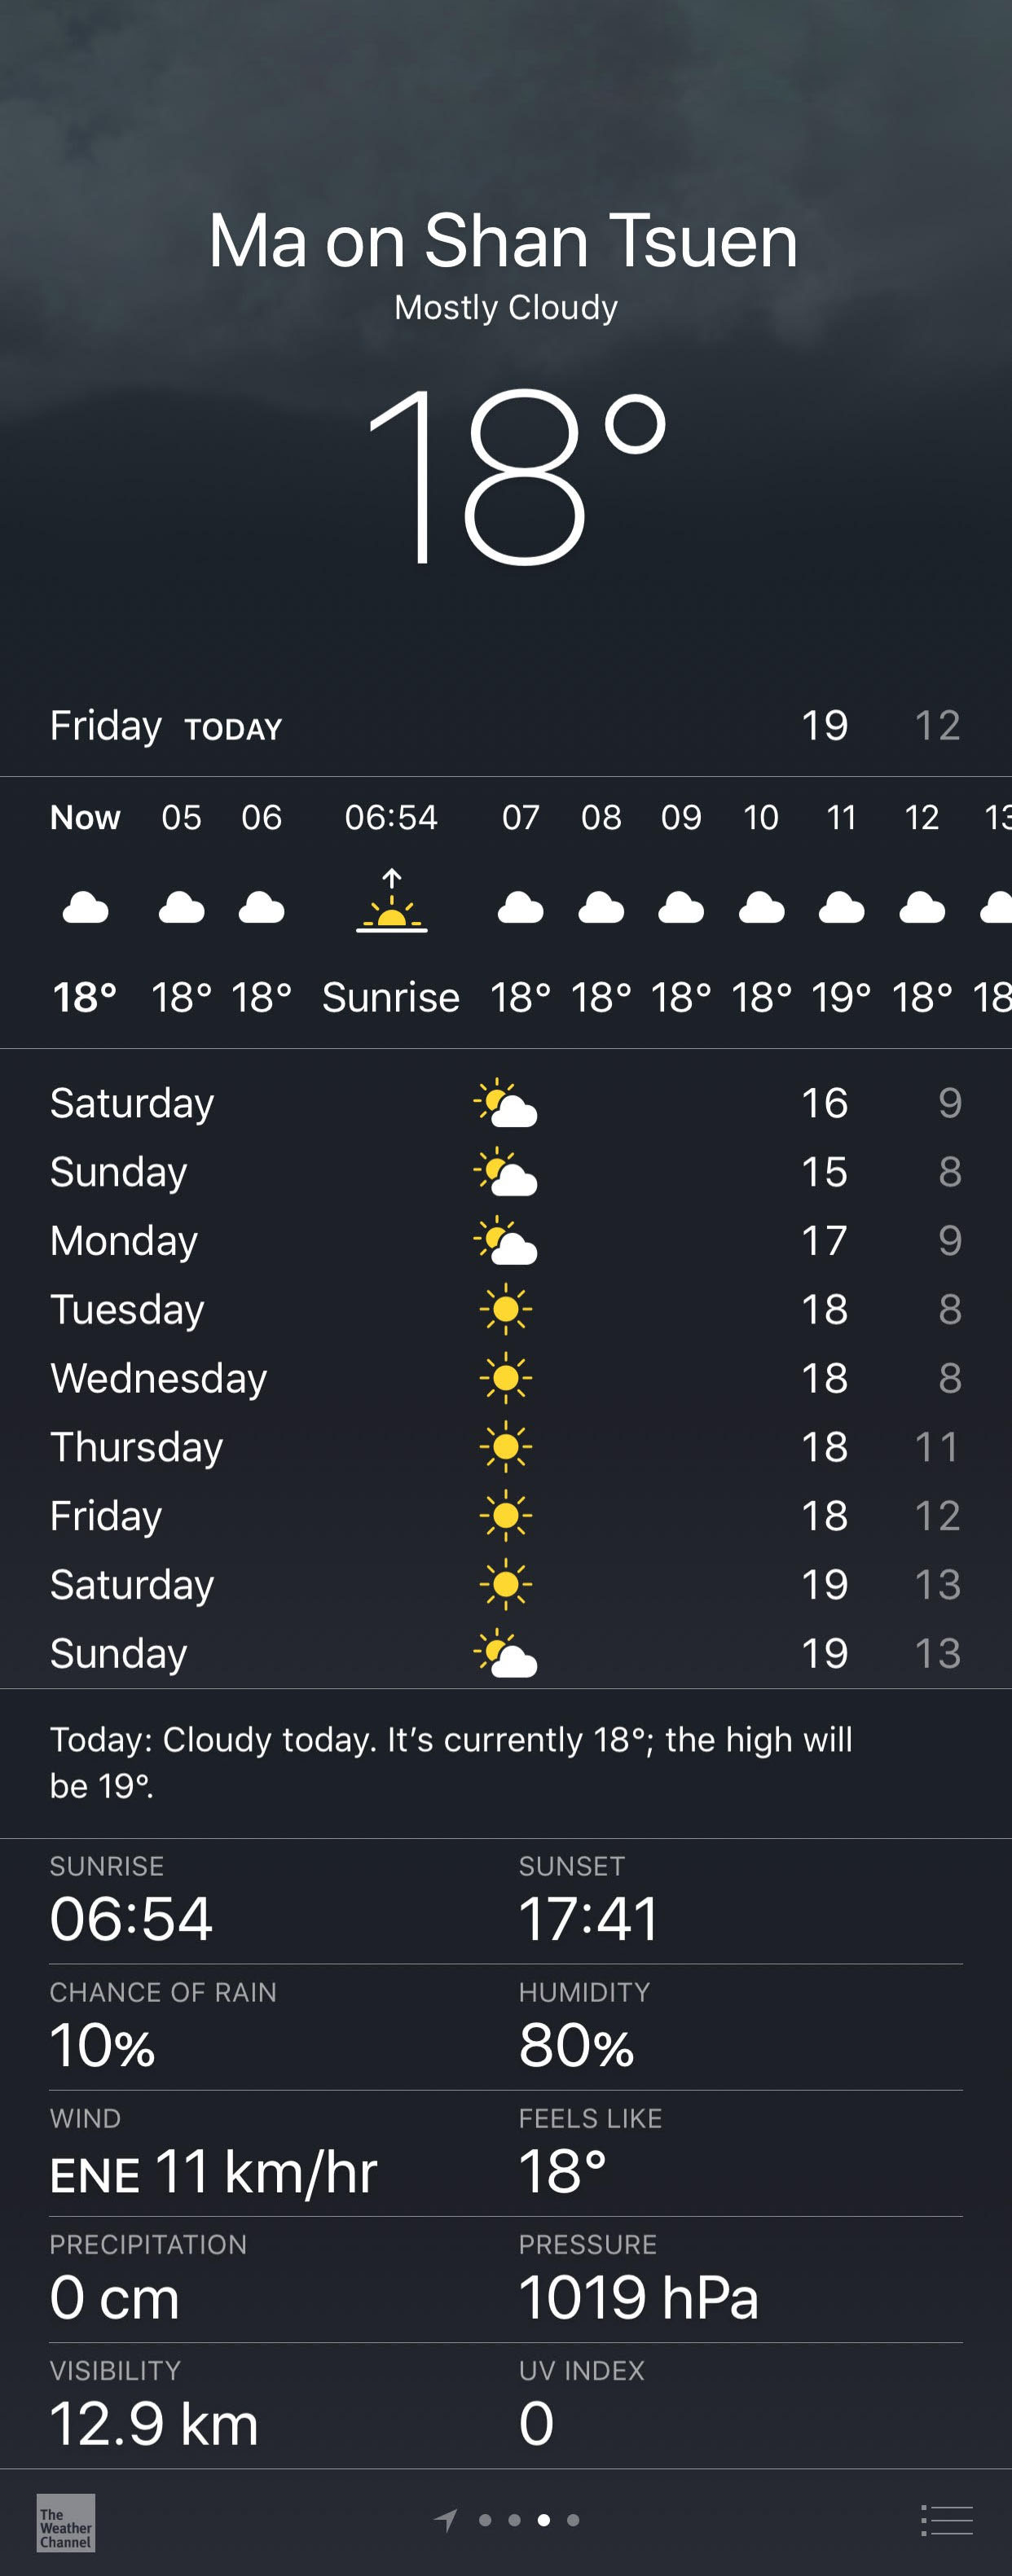 Ma on Shan Tsuen
Mostly Cloudy
18°
Friday TODAY 19 12
Now 05 06 06:54 07 08 09 10 11 12 13
18° 18° 18° Sunrise 18° 18° 18° 18° 19° 18° 18
Saturday 16 9
Sunday 15 8
Monday 17 9
Tuesday 18 8
Wednesday 18 8
Thursday 18 11
Friday 18 12
Saturday 19 13
Sunday 19 13
Today: Cloudy today. It’s currently 18°; the high will
be 19°.
SUNRISE SUNSET
06:54 17:41
CHANCE OF RAIN HUMIDITY
10% 80%
WIND FEELS LIKE
ENE 11 km/hr 18°
PRECIPITATION PRESSURE
0 cm 1019 hPa
VISIBILITY UV INDEX
12.9 km 0
The
Weather
Channel